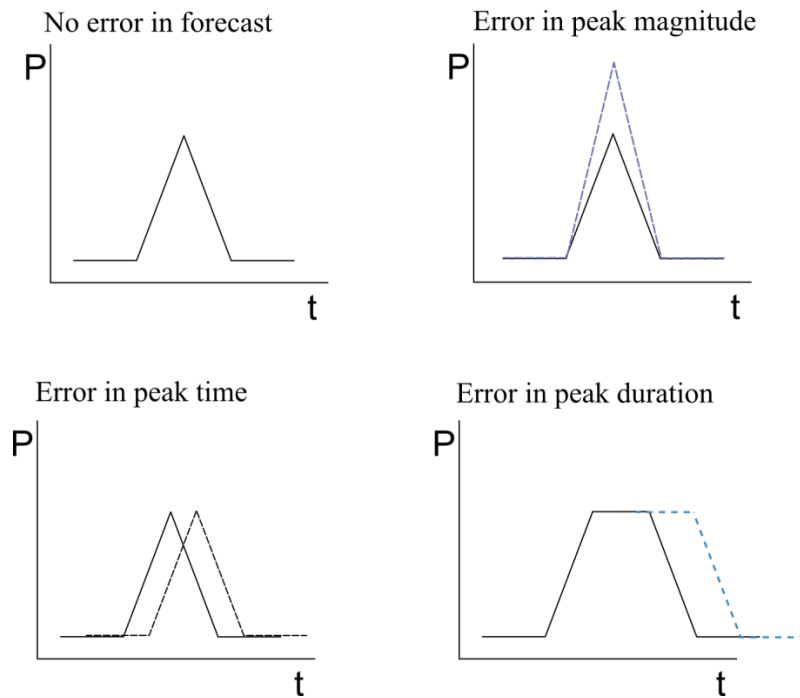 No error in forecast
P
t
Error in peak magnitude
P
t
Error in peak time
P
t
Error in peak duration
P
t